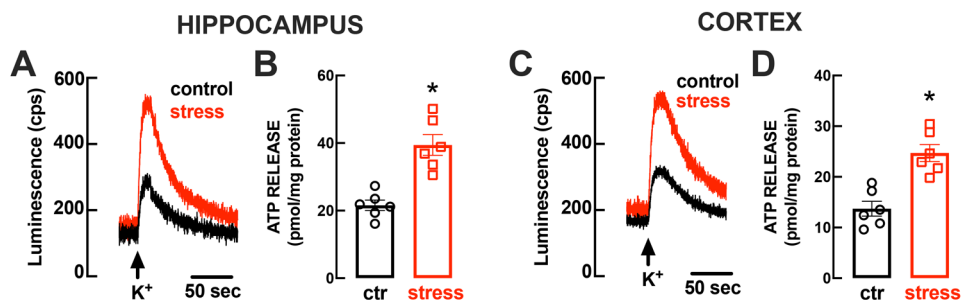 HIPPOCAMPUS
CORTEX
A
Luminescence (cps)
600
400
200
0
control
stress
K+
50 sec
B
ATP RELEASE
(pmol/mg protein)
60
40
20
0
*
ctr
stress
C
Luminescence (cps)
600
400
200
0
control
stress
K+
50 sec
D
ATP RELEASE
(pmol/mg protein)
40
30
20
10
0
*
ctr
stress